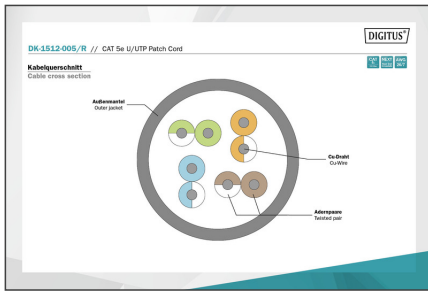 DIGITUS®
DK-1512-005/R // CAT 5e U/UTP Patch Cord
Kabelquerschnitt
Cable cross section
Außenmantel
Outer jacket
Cu-Draht
Cu-Wire
Adernpaare
Twisted pair